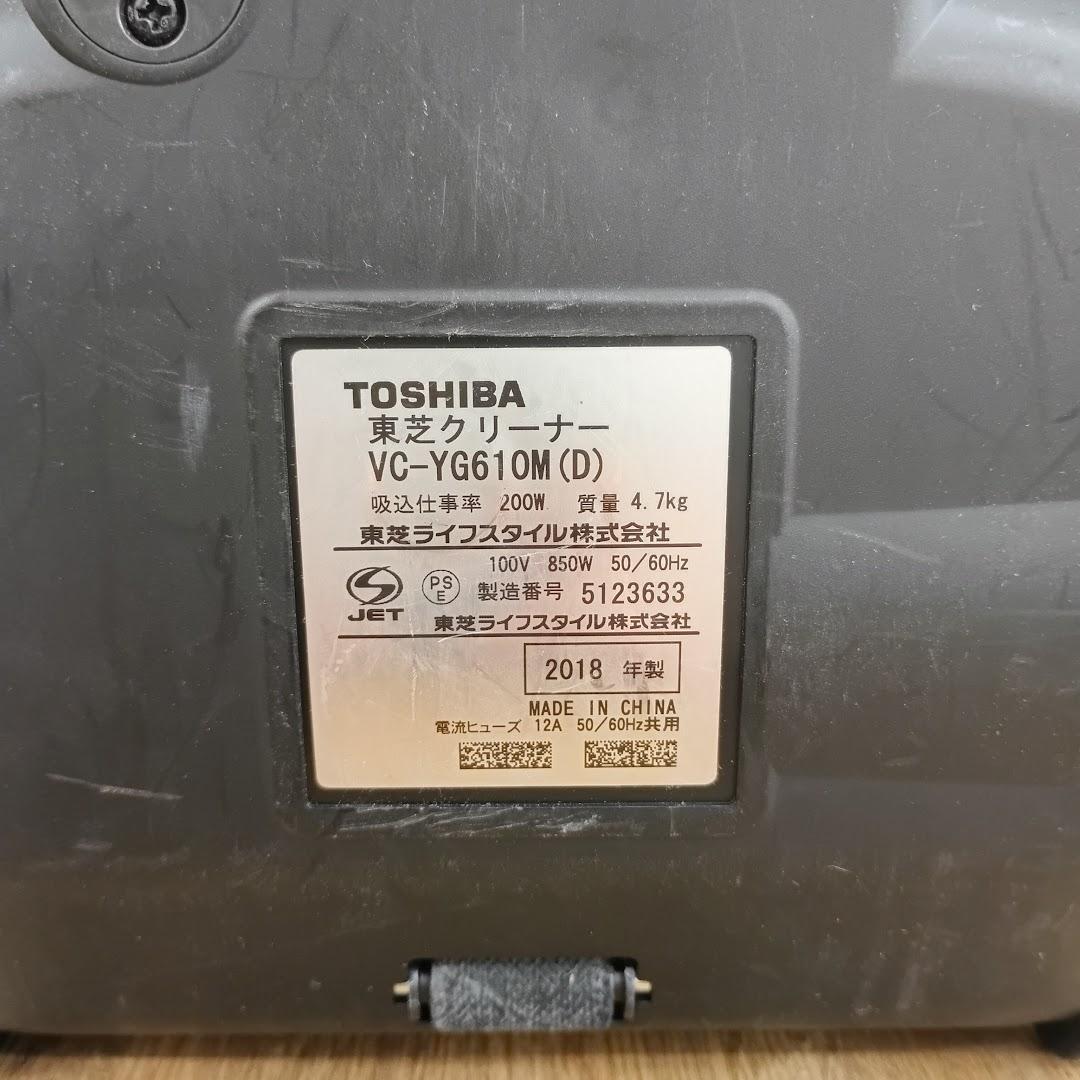 TOSHIBA
東芝クリーナー
VC-YG610M(D)
吸込仕事率 200W 質量 4.7kg
東芝ライフスタイル株式会社
100V 850W 50/60Hz
JET PSE 製造番号 5123633
東芝ライフスタイル株式会社
2018 年製
MADE IN CHINA
電流ヒューズ 12A 50/60Hz共用